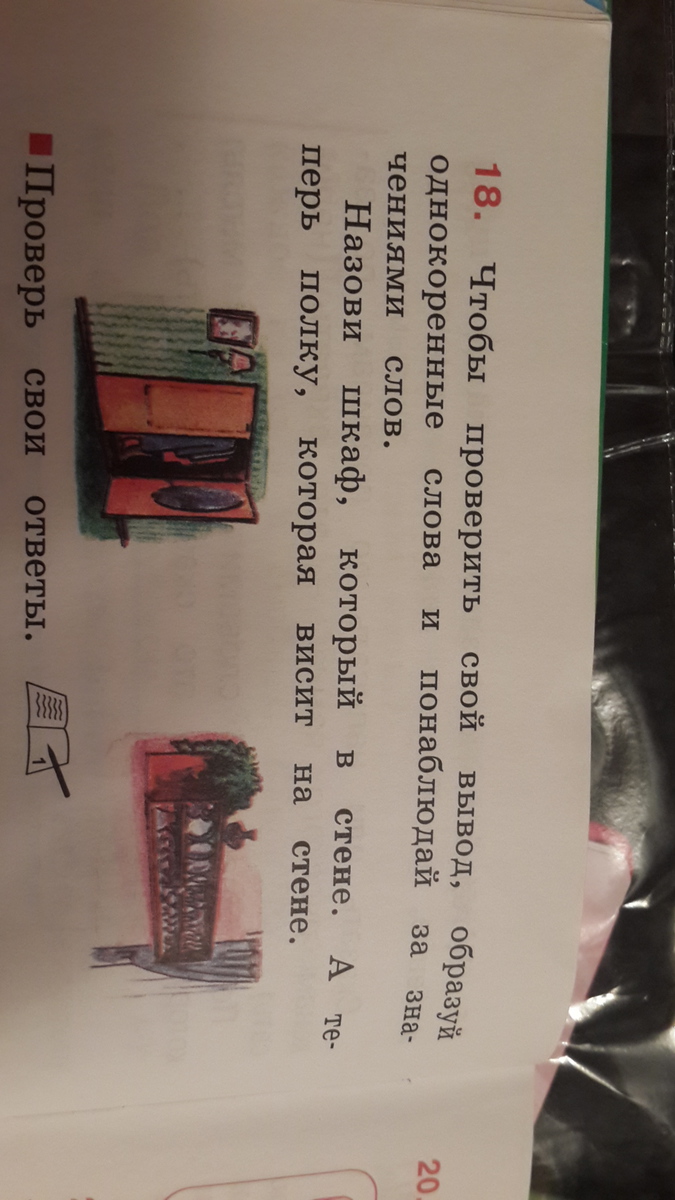 18. Чтобы проверить свой вывод, образуй
однокоренные слова и понаблюдай за зна-
чениями слов.
Назови шкаф, который в стене. А те-
перь полку, которая висит на стене.
Проверь свои ответы.
1
20.